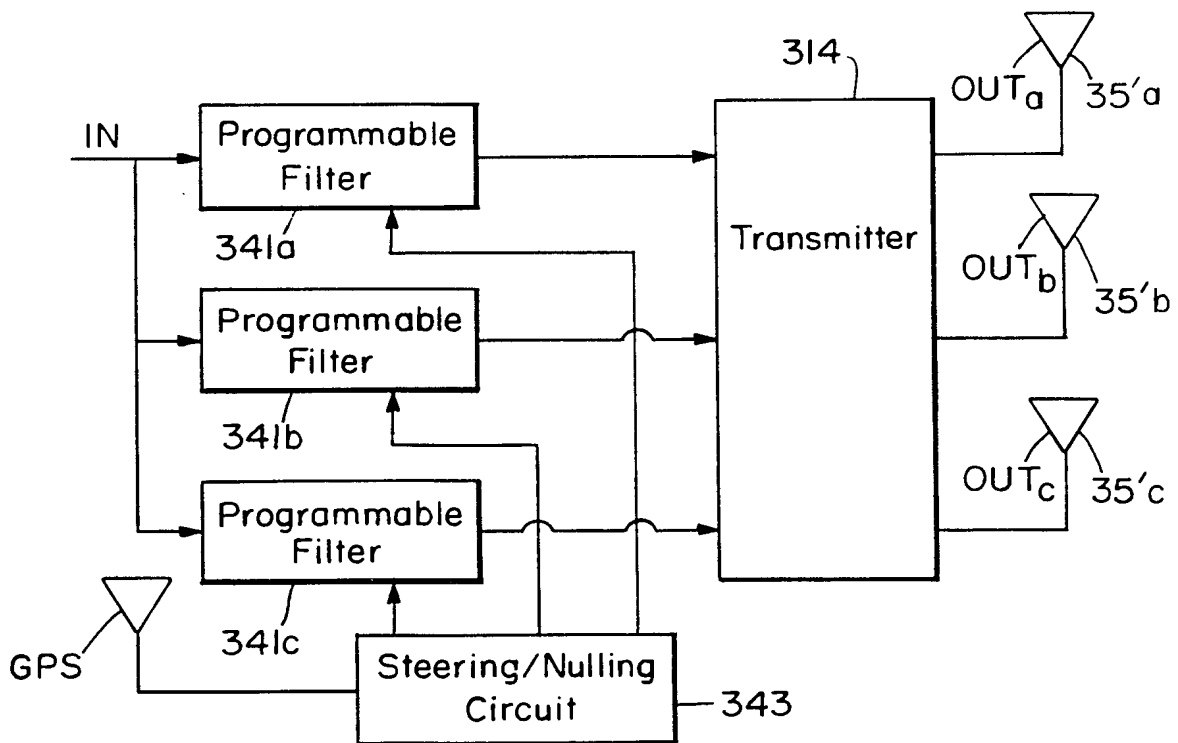 314
OUTa
35'a
IN
Programmable
Filter
341a
Transmitter
OUTb
35'b
Programmable
Filter
341b
OUTc
35'c
Programmable
Filter
341c
GPS
Steering/Nulling
Circuit
343